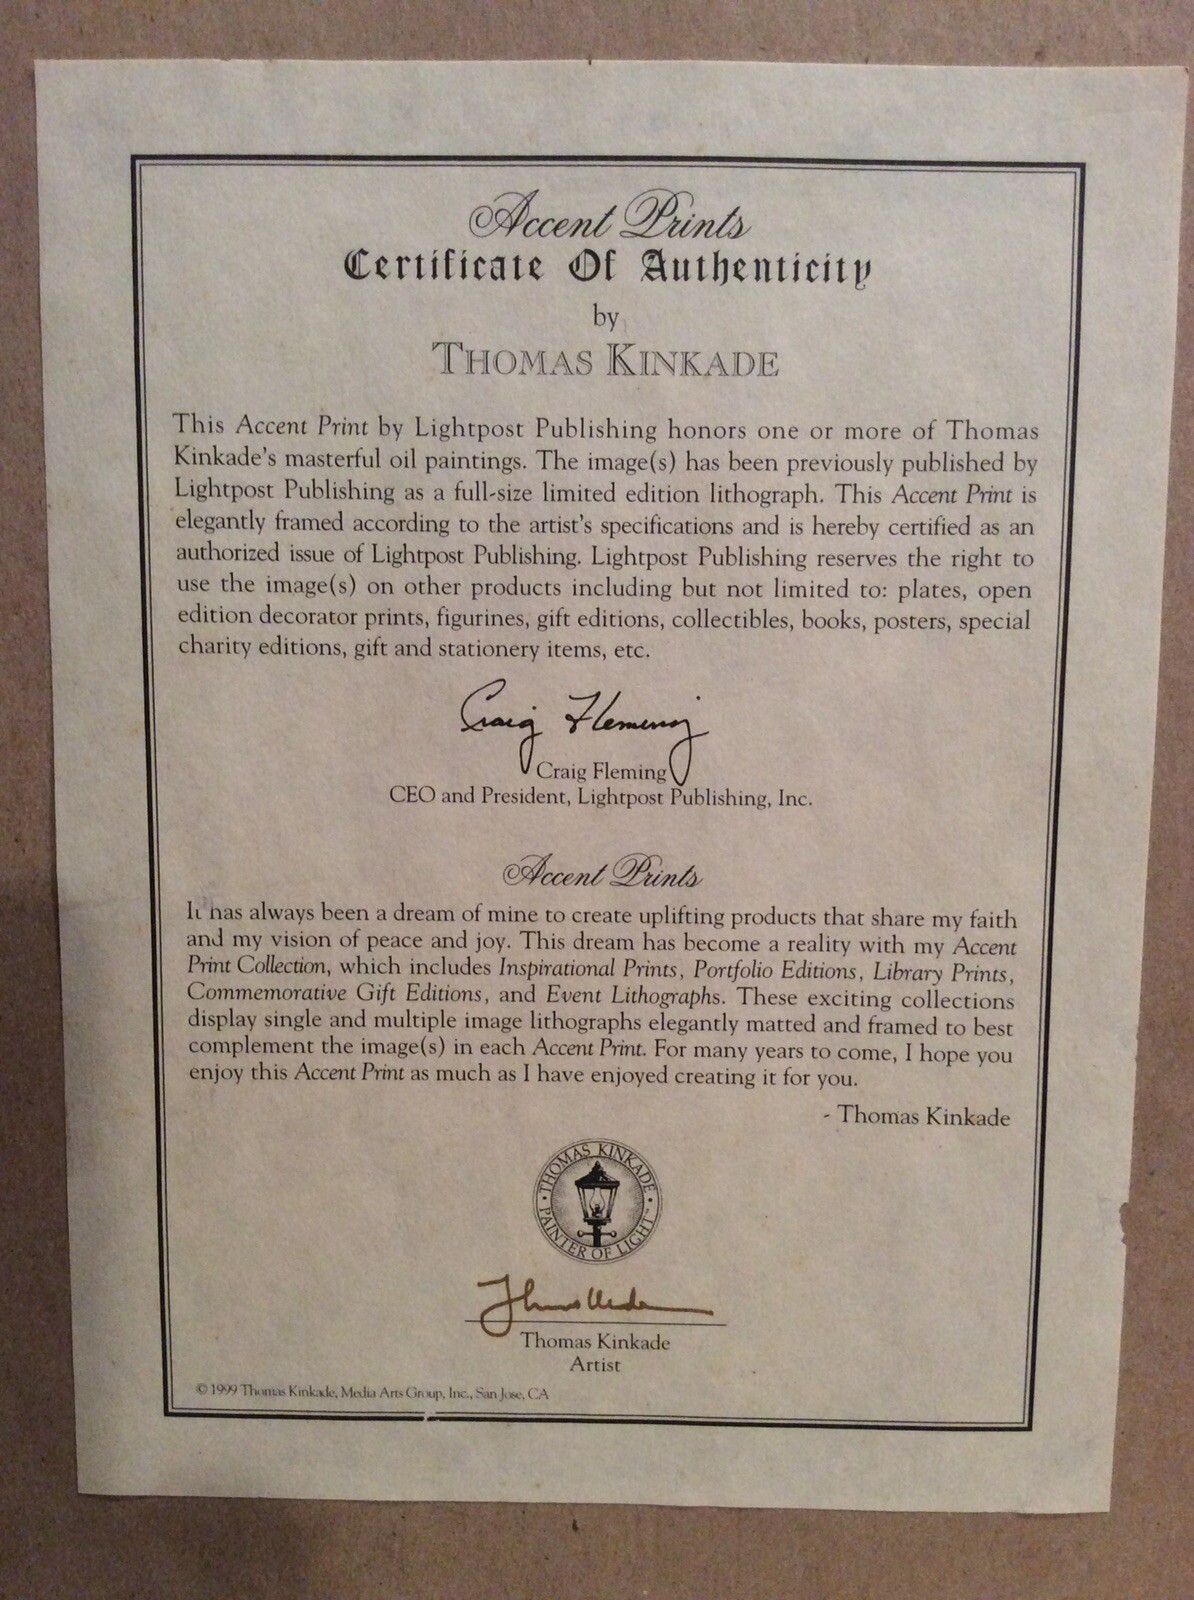 Accent Prints
Certificate Of Authenticity
by
THOMAS KINKADE
This Accent Print by Lightpost Publishing honors one or more of Thomas
Kinkade's masterful oil paintings. The image(s) has been previously published by
Lightpost Publishing as a full-size limited edition lithograph. This Accent Print is
elegantly framed according to the artist's specifications and is hereby certified as an
authorized issue of Lightpost Publishing. Lightpost Publishing reserves the right to
use the image(s) on other products including but not limited to: plates, open
edition decorator prints, figurines, gift editions, collectibles, books, posters, special
charity editions, gift and stationery items, etc.
Craig Fleming
Craig Fleming
CEO and President, Lightpost Publishing, Inc.
Accent Prints
It has always been a dream of mine to create uplifting products that share my faith
and my vision of peace and joy. This dream has become a reality with my Accent
Print Collection, which includes Inspirational Prints, Portfolio Editions, Library Prints,
Commemorative Gift Editions, and Event Lithographs. These exciting collections
display single and multiple image lithographs elegantly matted and framed to best
complement the image(s) in each Accent Print. For many years to come, I hope you
enjoy this Accent Print as much as I have enjoyed creating it for you.
- Thomas Kinkade
THOMAS KINKADE
PAINTER OF LIGHT™
Thomas Kinkade
Artist
© 1999 Thomas Kinkade, Media Arts Group, Inc., San Jose, CA